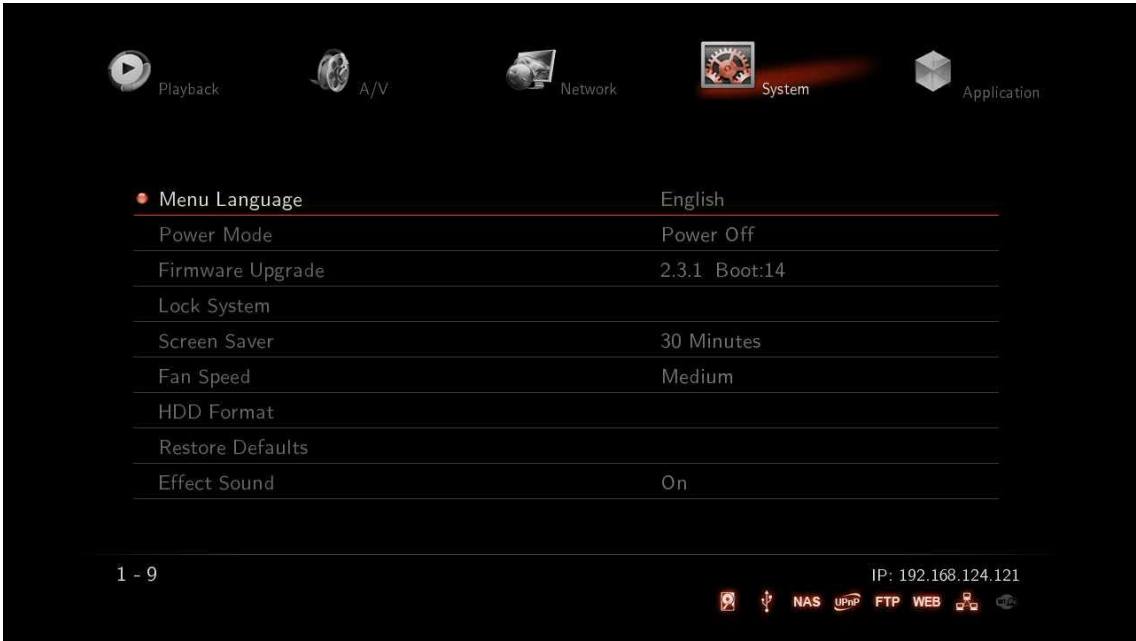 Playback
A/V
Network
System
Application
Menu Language English
Power Mode Power Off
Firmware Upgrade 2.3.1 Boot:14
Lock System
Screen Saver 30 Minutes
Fan Speed Medium
HDD Format
Restore Defaults
Effect Sound On
1 - 9
IP: 192.168.124.121
NAS UPnP FTP WEB